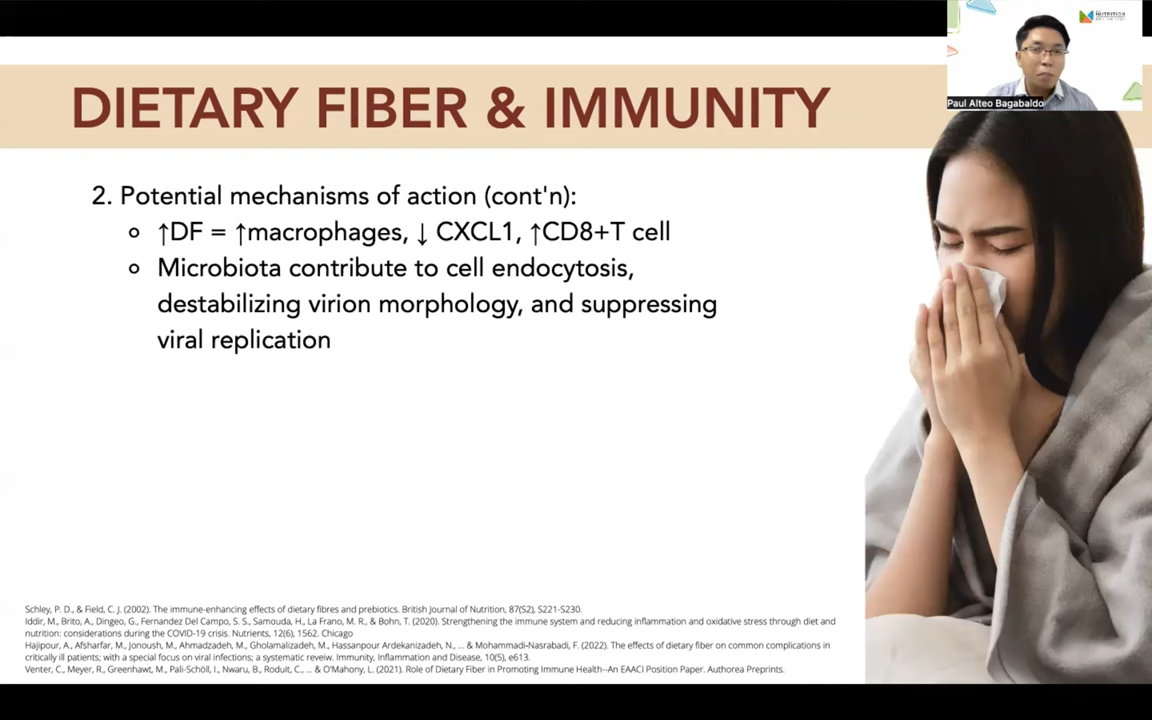 NUTRITION
Paul Alteo Bagabaldo
DIETARY FIBER & IMMUNITY
2. Potential mechanisms of action (cont'n):
↑DF = ↑macrophages, ↓ CXCL1, ↑CD8+T cell
Microbiota contribute to cell endocytosis,
destabilizing virion morphology, and suppressing
viral replication
Schley, P. D., & Field, C. J. (2002). The immune-enhancing effects of dietary fibres and prebiotics. British Journal of Nutrition, 87(S2), S221-S230.
Iddir, M., Brito, A., Dingeo, G., Fernandez Del Campo, S. S., Samouda, H., La Frano, M. R., & Bohn, T. (2020). Strengthening the immune system and reducing inflammation and oxidative stress through diet and
nutrition: considerations during the COVID-19 crisis. Nutrients, 12(6), 1562. Chicago
Hajipour, A., Afsharfar, M., Jonoush, M., Ahmadzadeh, M., Gholamalizadeh, M., Hassanpour Ardekanizadeh, N., ... & Mohammadi-Nasrabadi, F. (2022). The effects of dietary fiber on common complications in
critically ill patients; with a special focus on viral infections; a systematic reveiw. Immunity, Inflammation and Disease, 10(5), e613.
Venter, C., Meyer, R., Greenhawt, M., Pali-Schöll, I., Nwaru, B., Roduit, C., ... & O'Mahony, L. (2021). Role of Dietary Fiber in Promoting Immune Health--An EAACI Position Paper. Authorea Preprints.